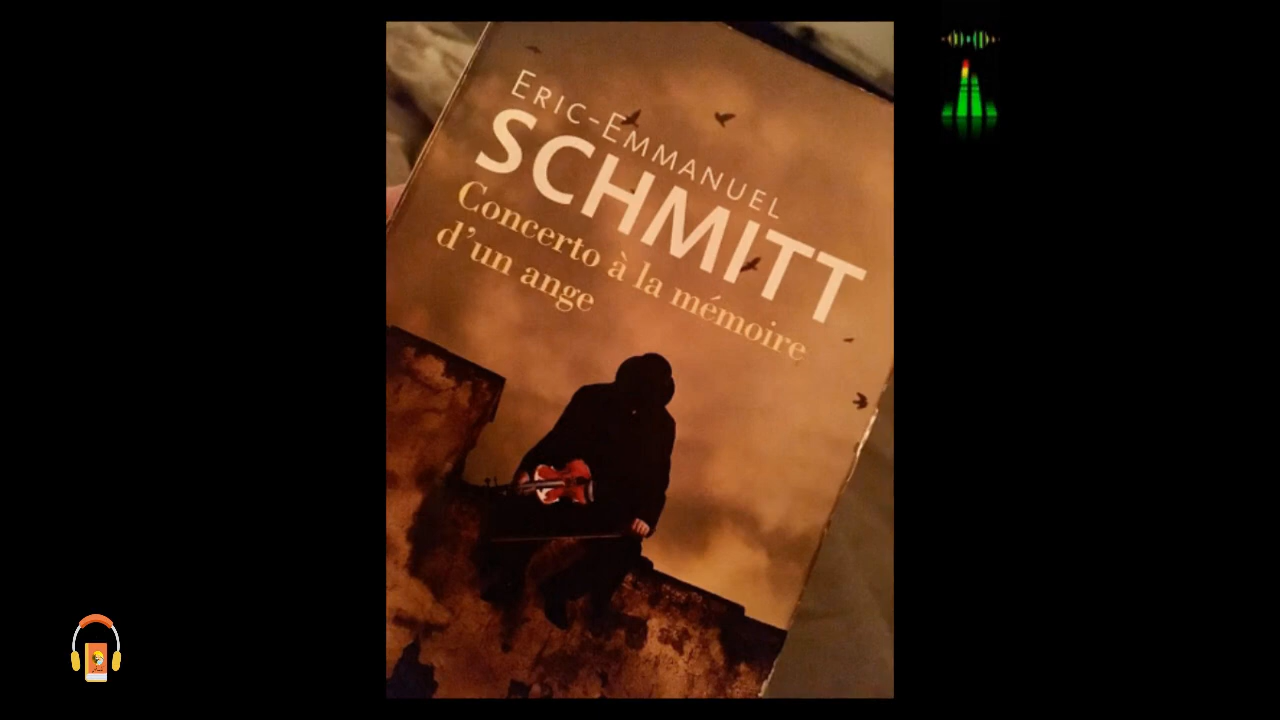 ERIC-EMMANUEL
SCHMITT
Concerto à la mémoire
d'un ange